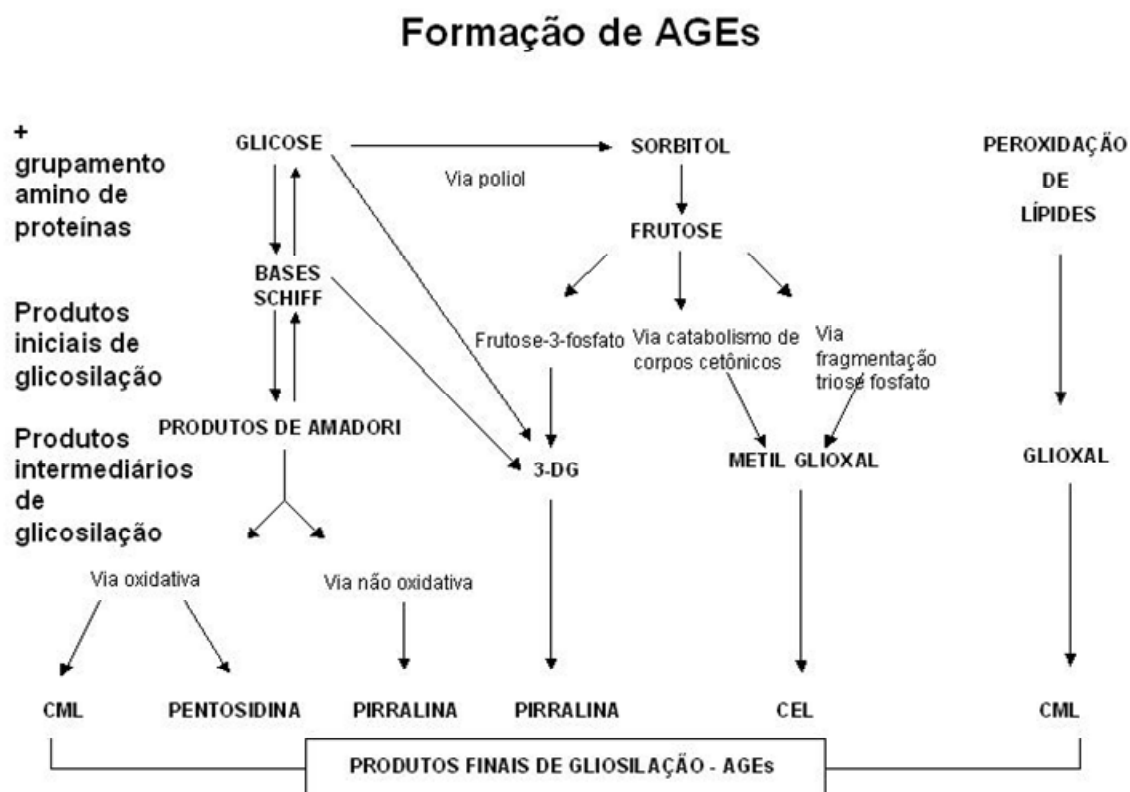 Formação de AGEs
+
grupamento
amino de
proteínas
GLICOSE
SORBITOL
Via poliol
FRUTOSE
PEROXIDAÇÃO
DE
LÍPIDES
BASES
SCHIFF
Produtos
iniciais de
glicosilação
Frutose-3-fosfato
Via catabolismo de
corpos cetônicos
Via
fragmentação
triose fosfato
PRODUTOS DE AMADORI
Produtos
intermediários
de
glicosilação
3-DG
METIL GLIOXAL
GLIOXAL
Via oxidativa
Via não oxidativa
CML
PENTOSIDINA
PIRRALINA
PIRRALINA
CEL
CML
PRODUTOS FINAIS DE GLIOSILAÇÃO - AGEs